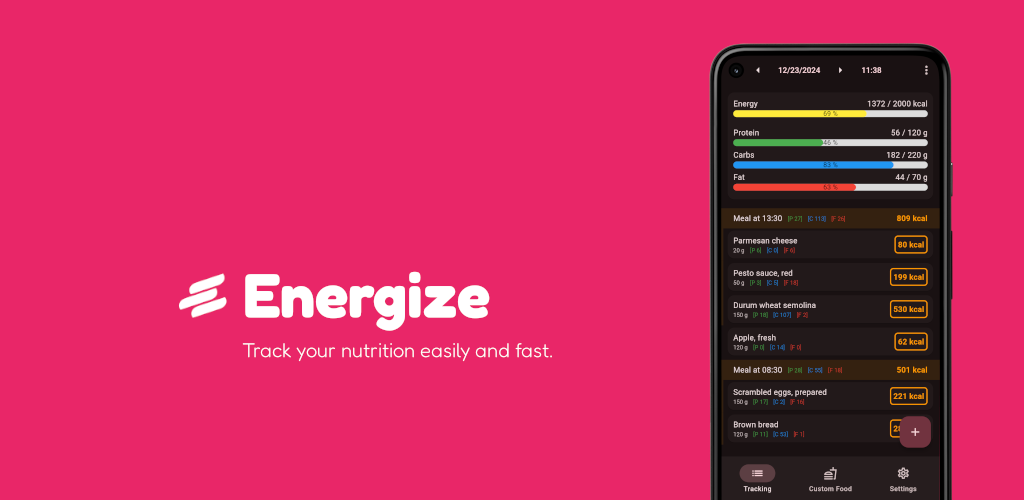 Energize
Track your nutrition easily and fast.
12/23/2024 11:38
Energy 1372 / 2000 kcal
69 %
Protein 56 / 120 g
46 %
Carbs 182 / 220 g
83 %
Fat 44 / 70 g
63 %
Meal at 13:30 [P 27] [C 113] [F 26] 809 kcal
Parmesan cheese
20 g [P 6] [C 0] [F 6] 80 kcal
Pesto sauce, red
50 g [P 3] [C 5] [F 18] 199 kcal
Durum wheat semolina
150 g [P 18] [C 107] [F 2] 530 kcal
Apple, fresh
120 g [P 0] [C 14] [F 0] 62 kcal
Meal at 08:30 [P 28] [C 55] [F 18] 501 kcal
Scrambled eggs, prepared
150 g [P 17] [C 2] [F 16] 221 kcal
Brown bread
120 g [P 11] [C 53] [F 1]
+
Tracking Custom Food Settings